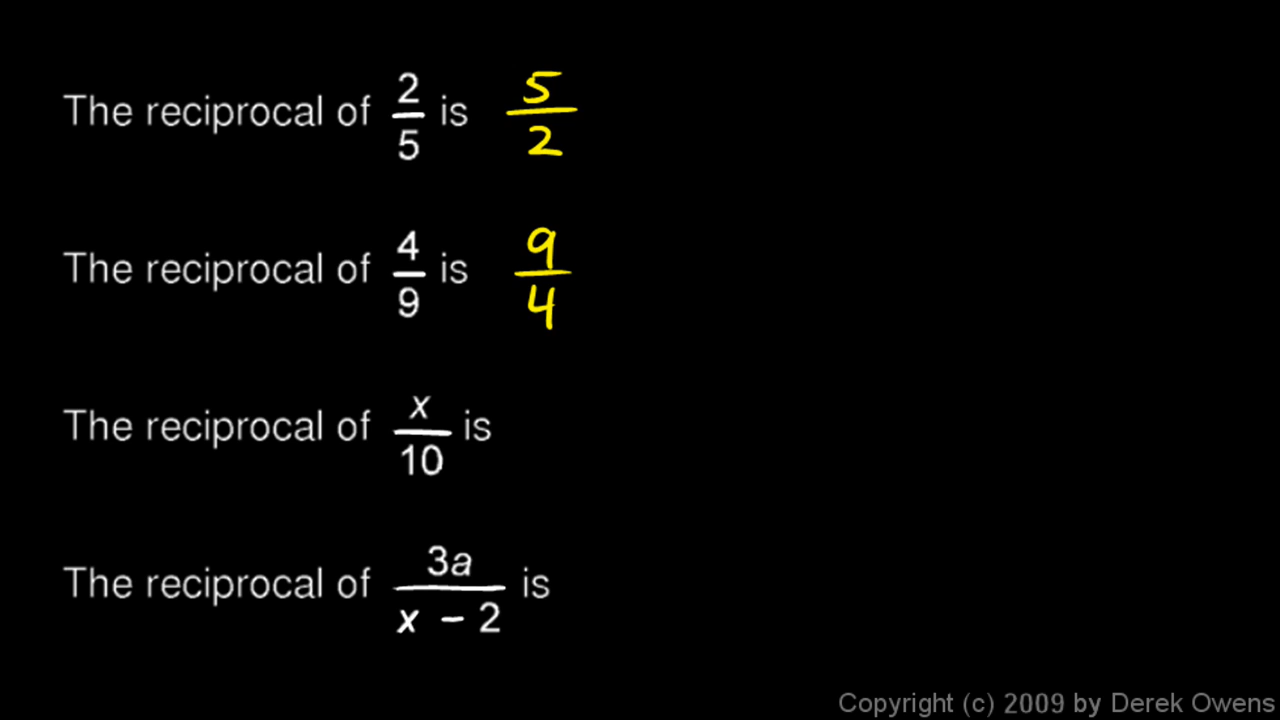 The reciprocal of 2/5 is 5/2
The reciprocal of 4/9 is 9/4
The reciprocal of x/10 is
The reciprocal of 3a/(x – 2) is
Copyright (c) 2009 by Derek Owens